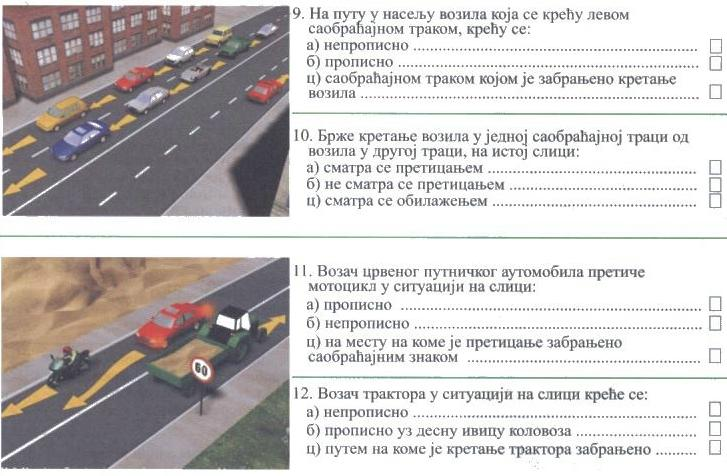 9. На путу у насељу возила која се крећу левом
саобраћајном траком, крећу се:
а) непрописно ....................................................
б) прописно ........................................................
ц) саобраћајном траком којом је забрањено кретање
возила ................................................................
10. Брже кретање возила у једној саобраћајној траци од
возила у другој траци, на истој слици:
а) сматра се претицањем .......................................
б) не сматра се претицањем ...................................
ц) сматра се обилажењем ......................................
11. Возач црвеног путничког аутомобила претиче
мотоцикл у ситуацији на слици:
а) прописно ......................................................
б) непрописно ....................................................
ц) на месту на коме је претицање забрањено
саобраћајним знаком ..........................................
60
12. Возач трактора у ситуацији на слици креће се:
а) непрописно ....................................................
б) прописно уз десну ивицу коловоза .......................
ц) путем на коме је кретање трактора забрањено ............